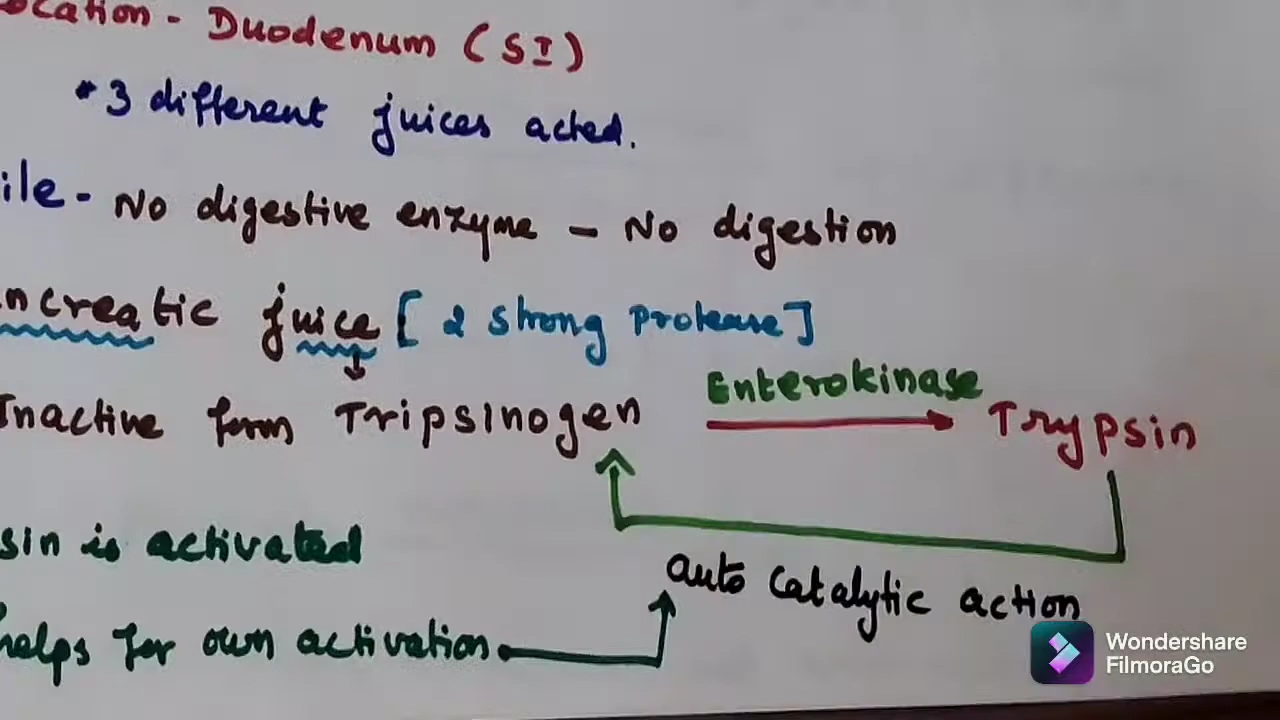 ocation - Duodenum (SI)
* 3 different juices acted.
ile - No digestive enzyme - No digestion
ncreatic juice [2 strong protease]
Enterokinase
Inactive form Tripsinogen
Trypsin
sin is activated
auto catalytic action
helps for own activation
Wondershare
FilmoraGo